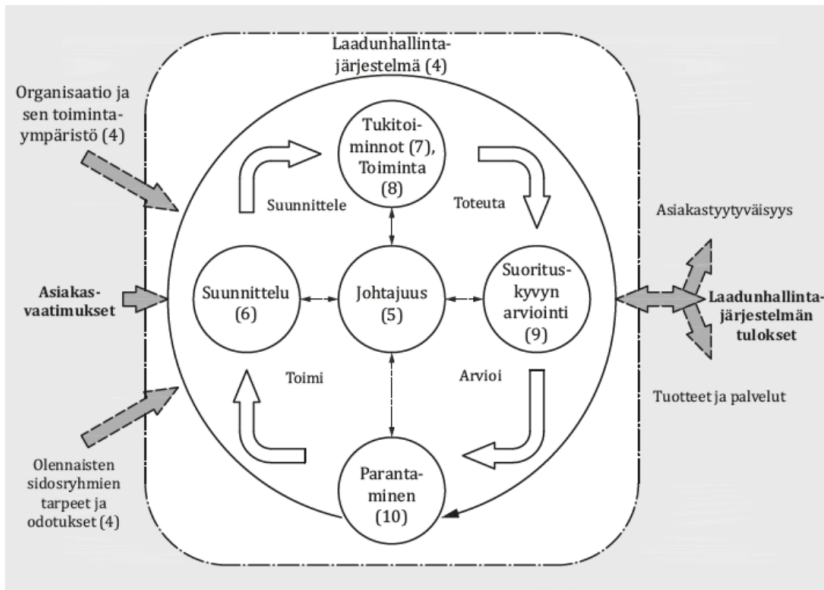 Laadunhallinta-
järjestelmä (4)
Organisaatio ja
sen toiminta-
ympäristö (4)
Tukitoi-
minnot (7),
Toiminta
(8)
Suunnittele
Toteuta
Asiakastyytyväisyys
Asiakas-
vaatimukset
Suunnittelu
(6)
Johtajuus
(5)
Suoritus-
kyvyn
arviointi
(9)
Laadunhallinta-
järjestelmän
tulokset
Toimi
Arvioi
Tuotteet ja palvelut
Olennaisten
sidosryhmien
tarpeet ja
odotukset (4)
Paranta-
minen
(10)